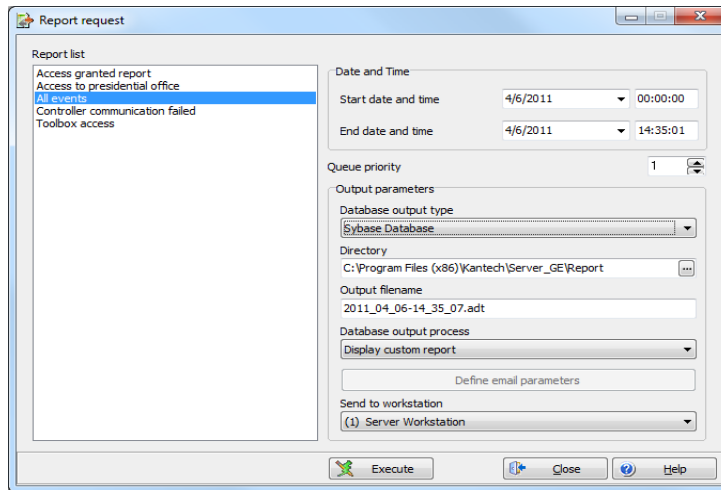 Report request
Report list
Access granted report
Access to presidential office
All events
Controller communication failed
Toolbox access
Date and Time
Start date and time 4/6/2011 00:00:00
End date and time 4/6/2011 14:35:01
Queue priority 1
Output parameters
Database output type
Sybase Database
Directory
C:\Program Files (x86)\Kantech\Server_GE\Report ...
Output filename
2011_04_06-14_35_07.adt
Database output process
Display custom report
Define email parameters
Send to workstation
(1) Server Workstation
Execute Close Help